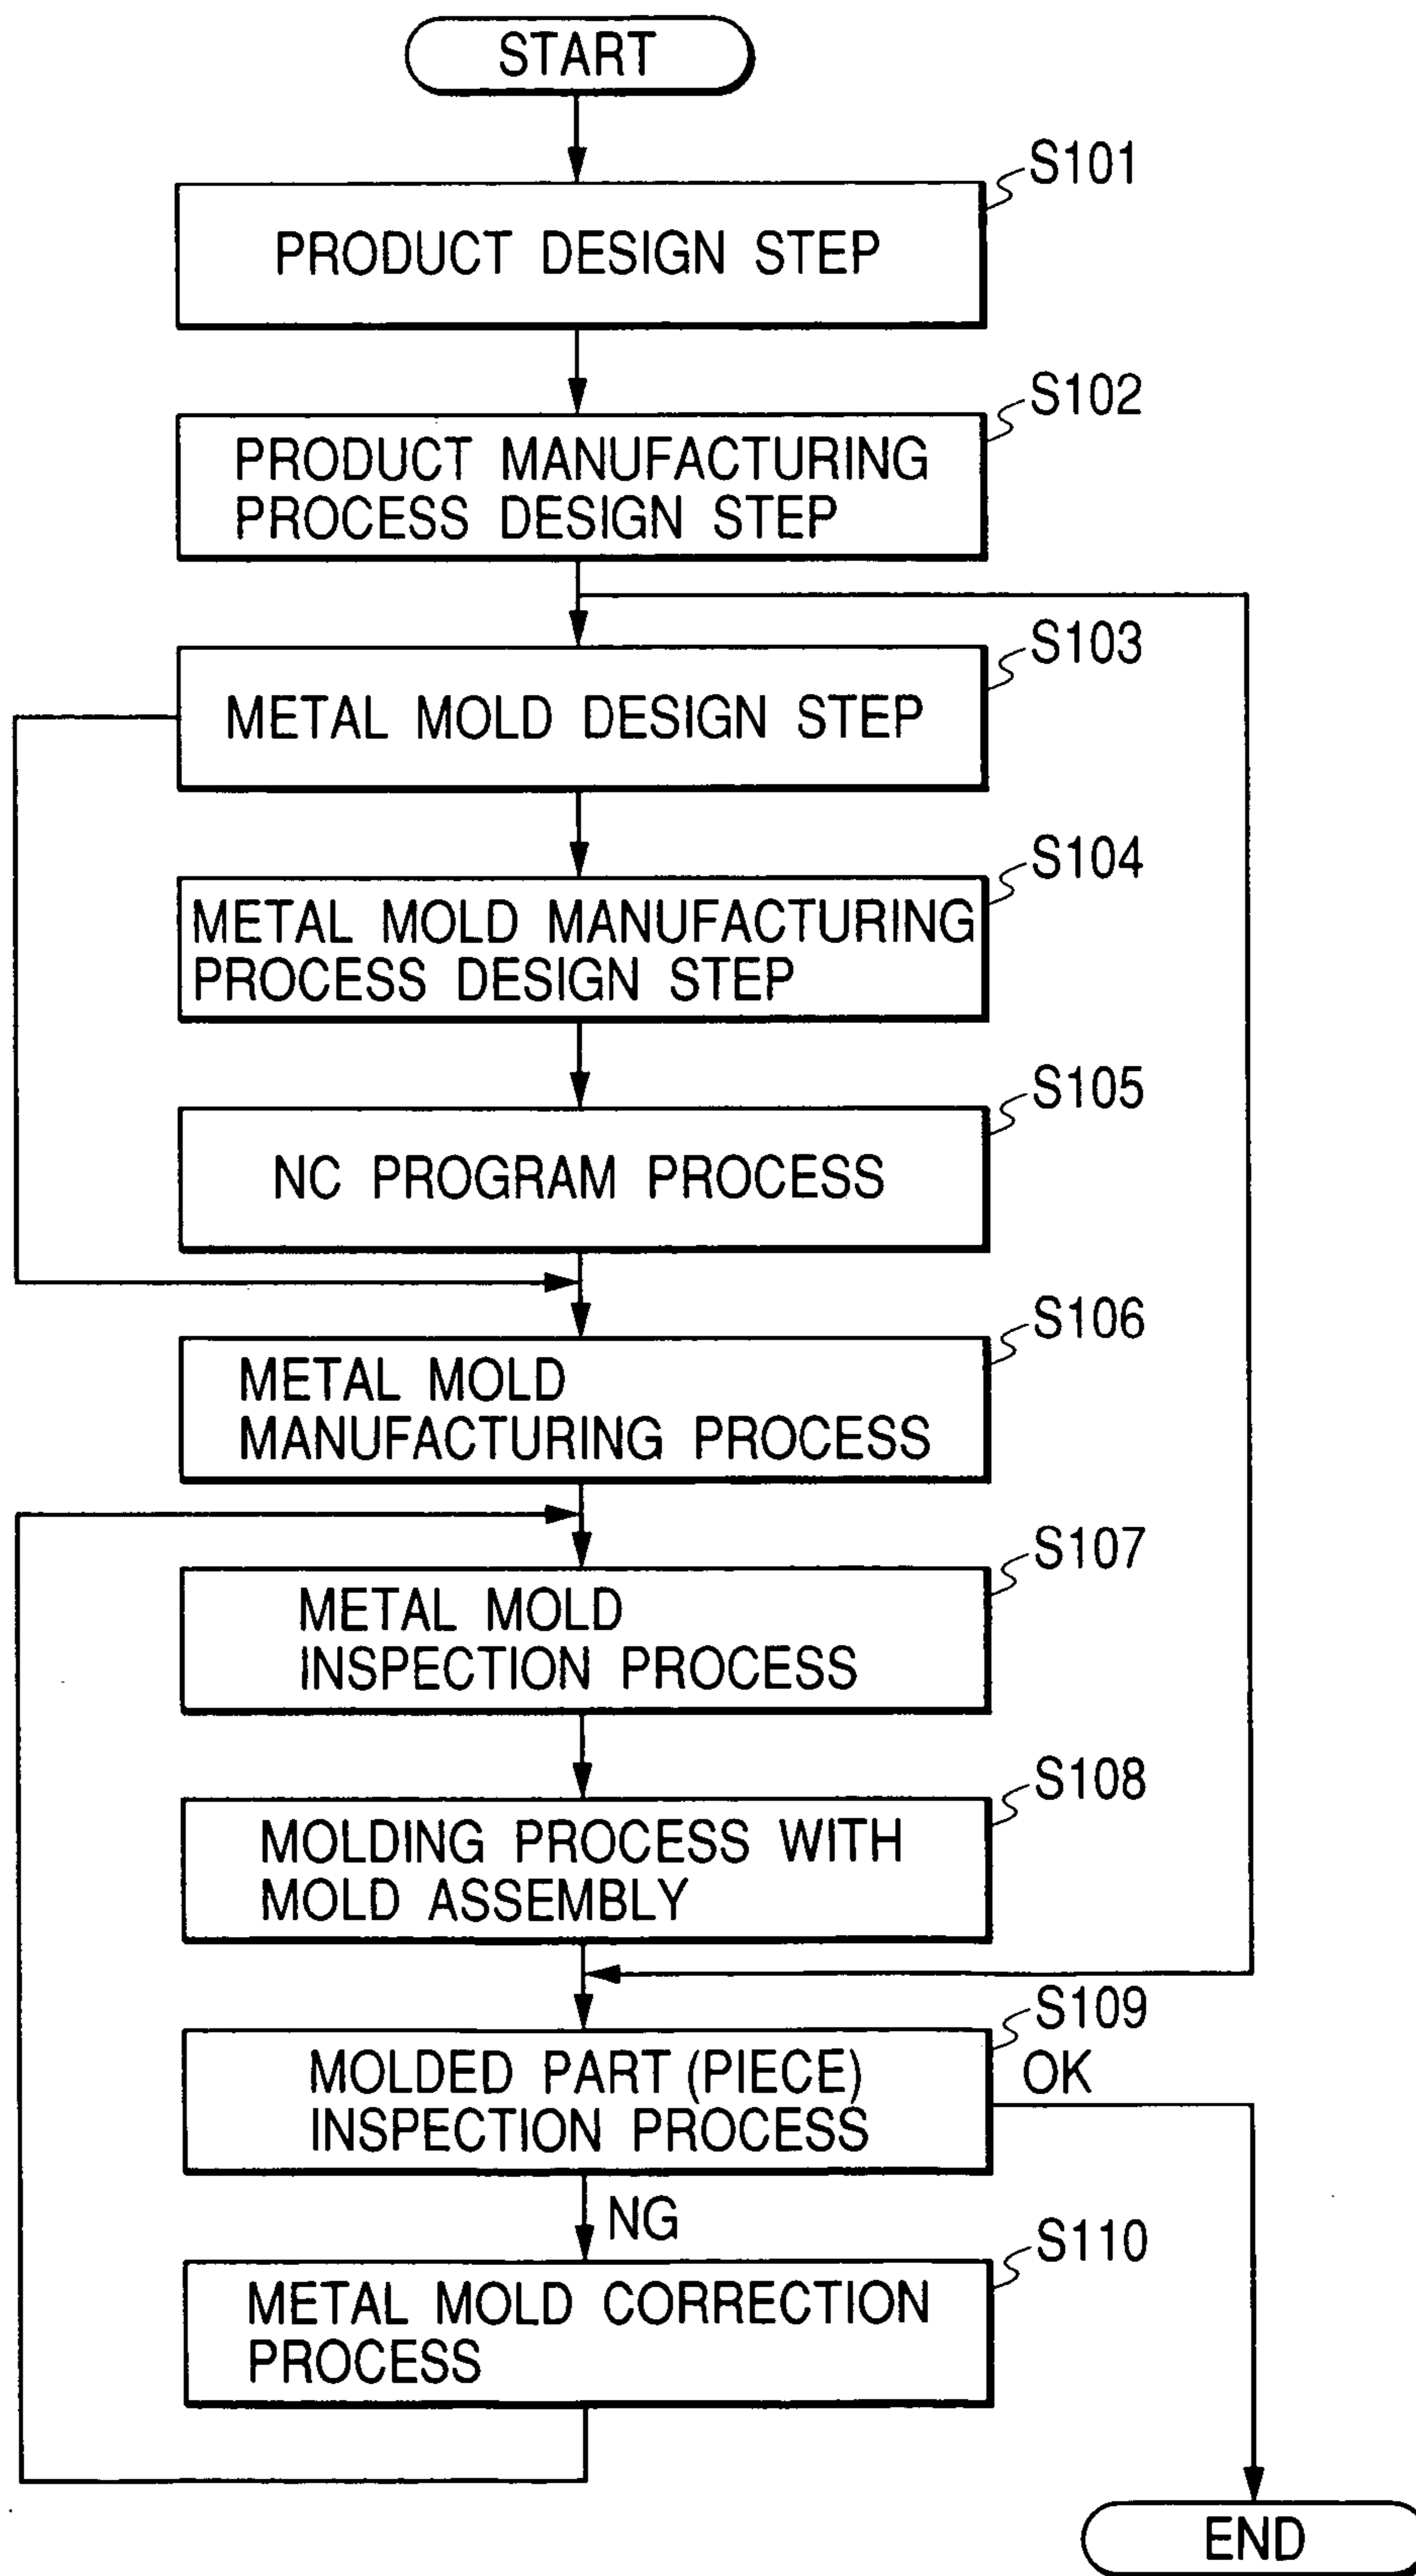 START
S101
PRODUCT DESIGN STEP
S102
PRODUCT MANUFACTURING
PROCESS DESIGN STEP
S103
METAL MOLD DESIGN STEP
S104
METAL MOLD MANUFACTURING
PROCESS DESIGN STEP
S105
NC PROGRAM PROCESS
S106
METAL MOLD
MANUFACTURING PROCESS
S107
METAL MOLD
INSPECTION PROCESS
S108
MOLDING PROCESS WITH
MOLD ASSEMBLY
S109
MOLDED PART (PIECE)
INSPECTION PROCESS
OK
NG
S110
METAL MOLD CORRECTION
PROCESS
END